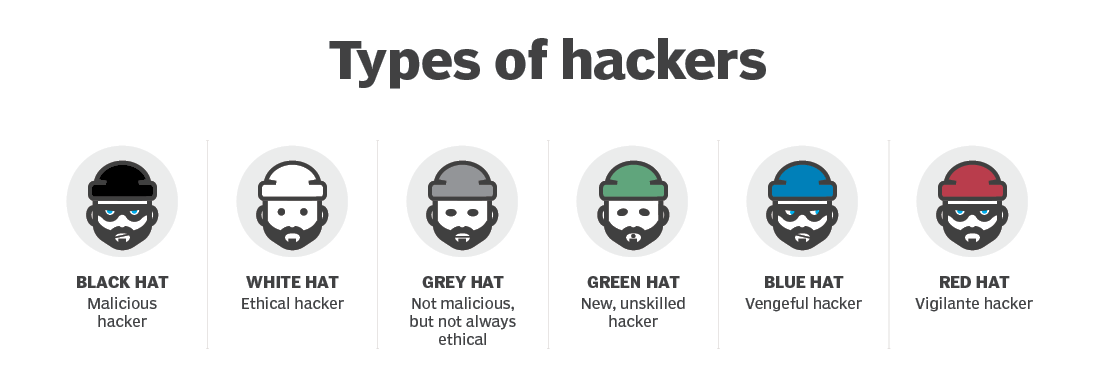 Types of hackers
BLACK HAT
Malicious
hacker
WHITE HAT
Ethical hacker
GREY HAT
Not malicious,
but not always
ethical
GREEN HAT
New, unskilled
hacker
BLUE HAT
Vengeful hacker
RED HAT
Vigilante hacker